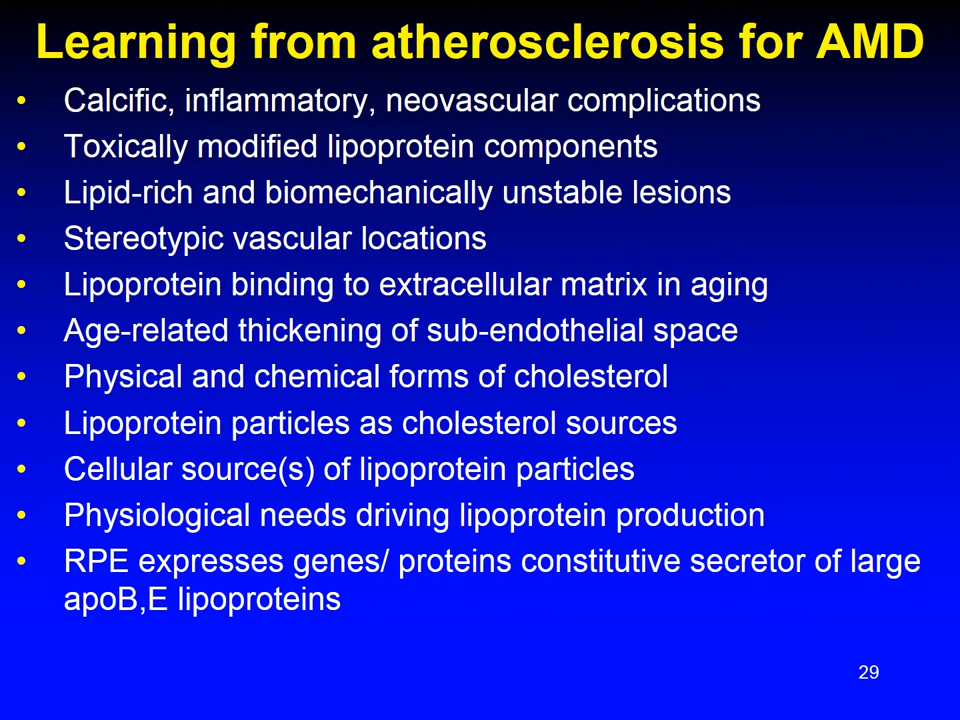 Learning from atherosclerosis for AMD
• Calcific, inflammatory, neovascular complications
• Toxically modified lipoprotein components
• Lipid-rich and biomechanically unstable lesions
• Stereotypic vascular locations
• Lipoprotein binding to extracellular matrix in aging
• Age-related thickening of sub-endothelial space
• Physical and chemical forms of cholesterol
• Lipoprotein particles as cholesterol sources
• Cellular source(s) of lipoprotein particles
• Physiological needs driving lipoprotein production
• RPE expresses genes/ proteins constitutive secretor of large
apoB,E lipoproteins
29